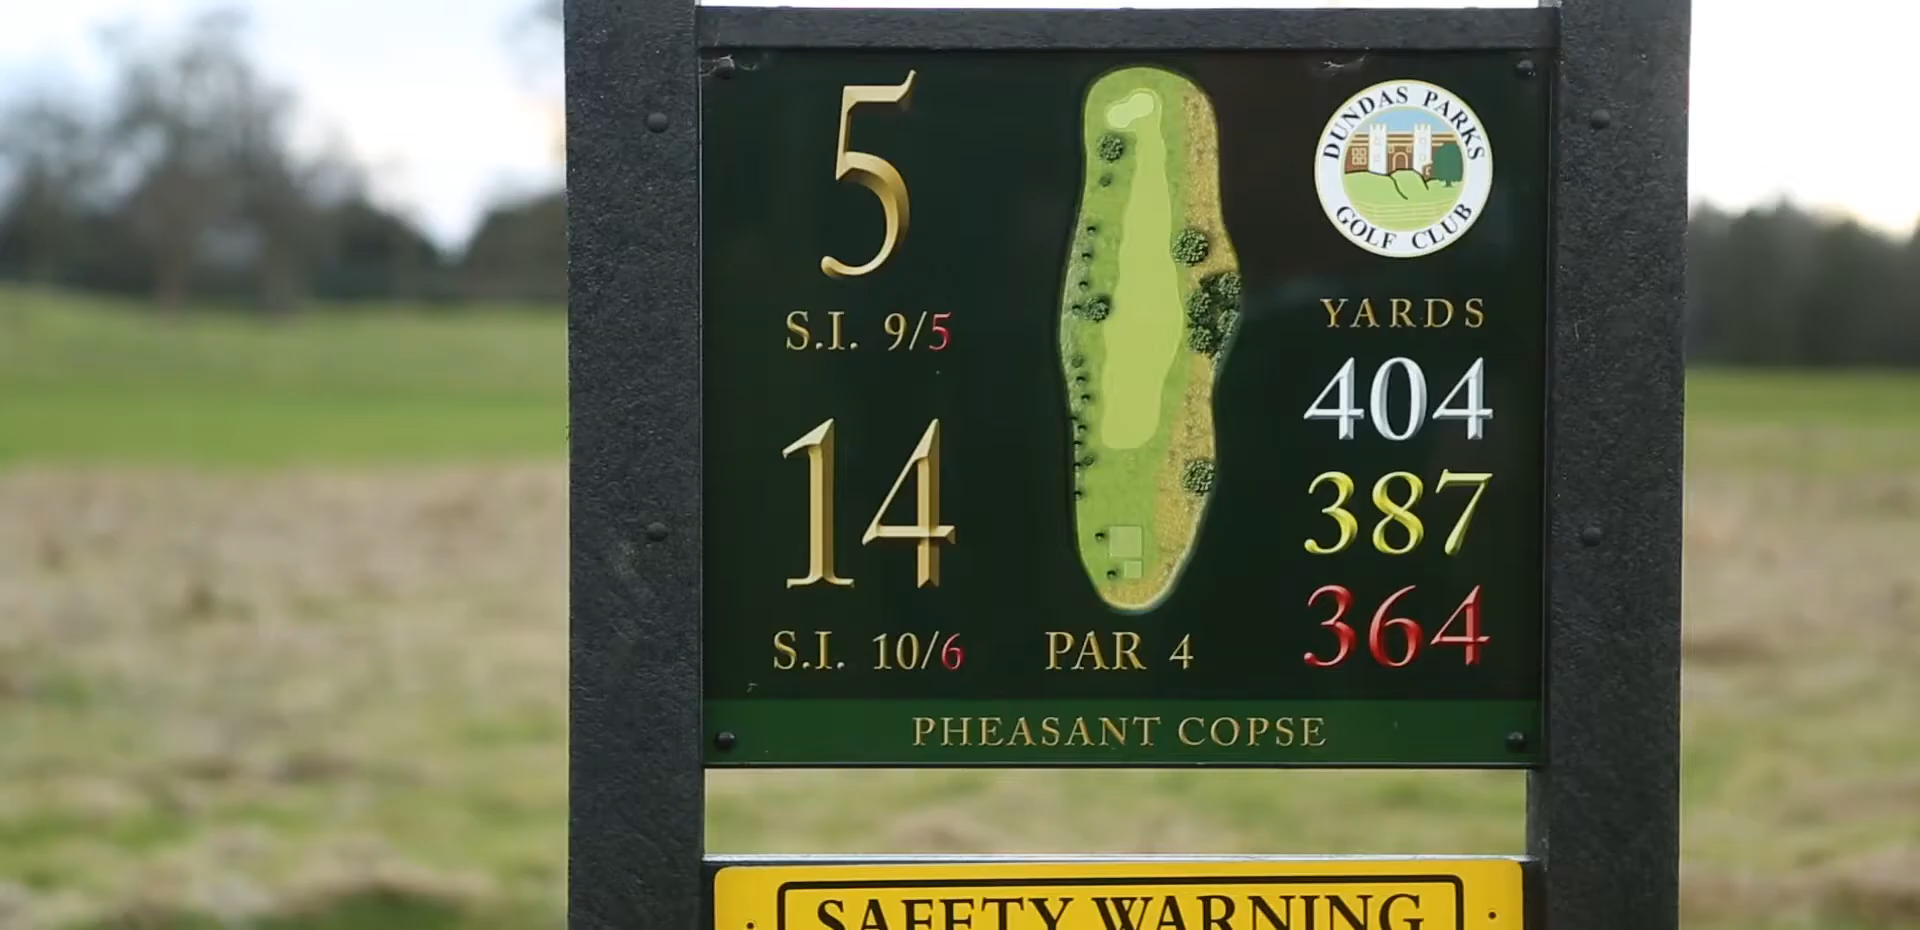 5
S.I. 9/5
14
S.I. 10/6
PAR 4
DUNDAS PARKS
GOLF CLUB
YARDS
404
387
364
PHEASANT COPSE
SAFETY WARNING